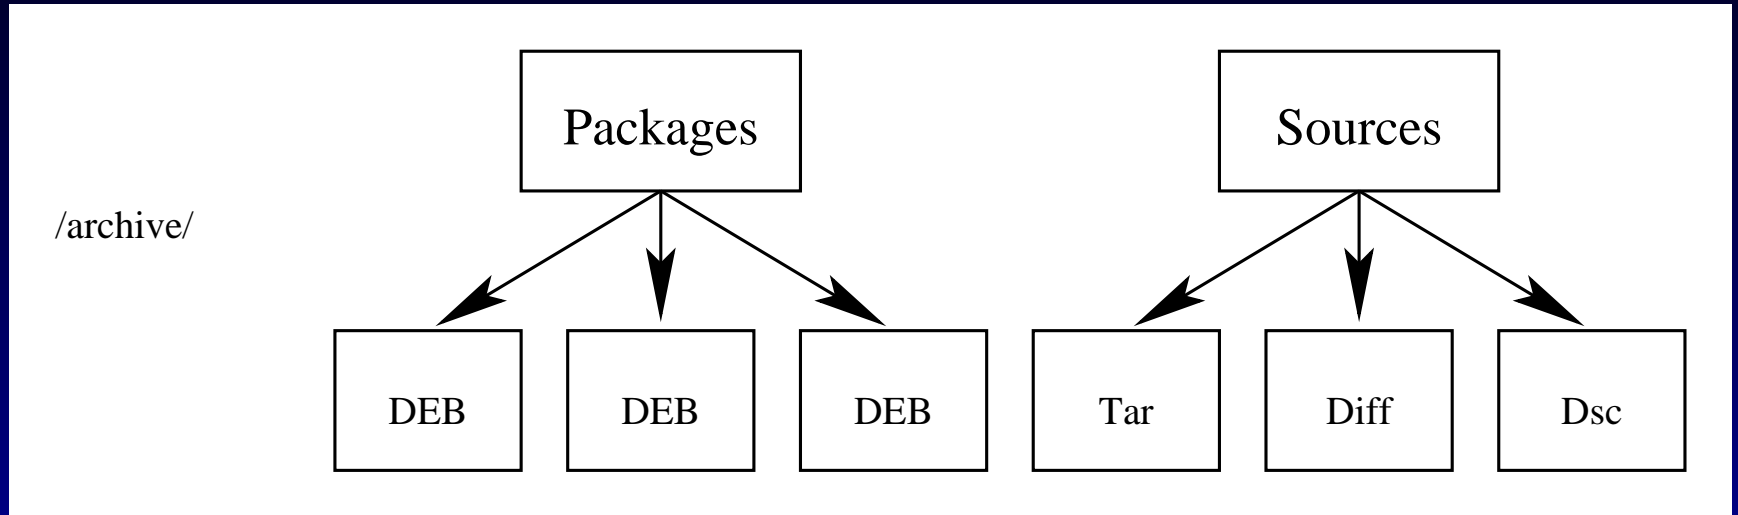 Packages
Sources
/archive/
DEB
DEB
DEB
Tar
Diff
Dsc